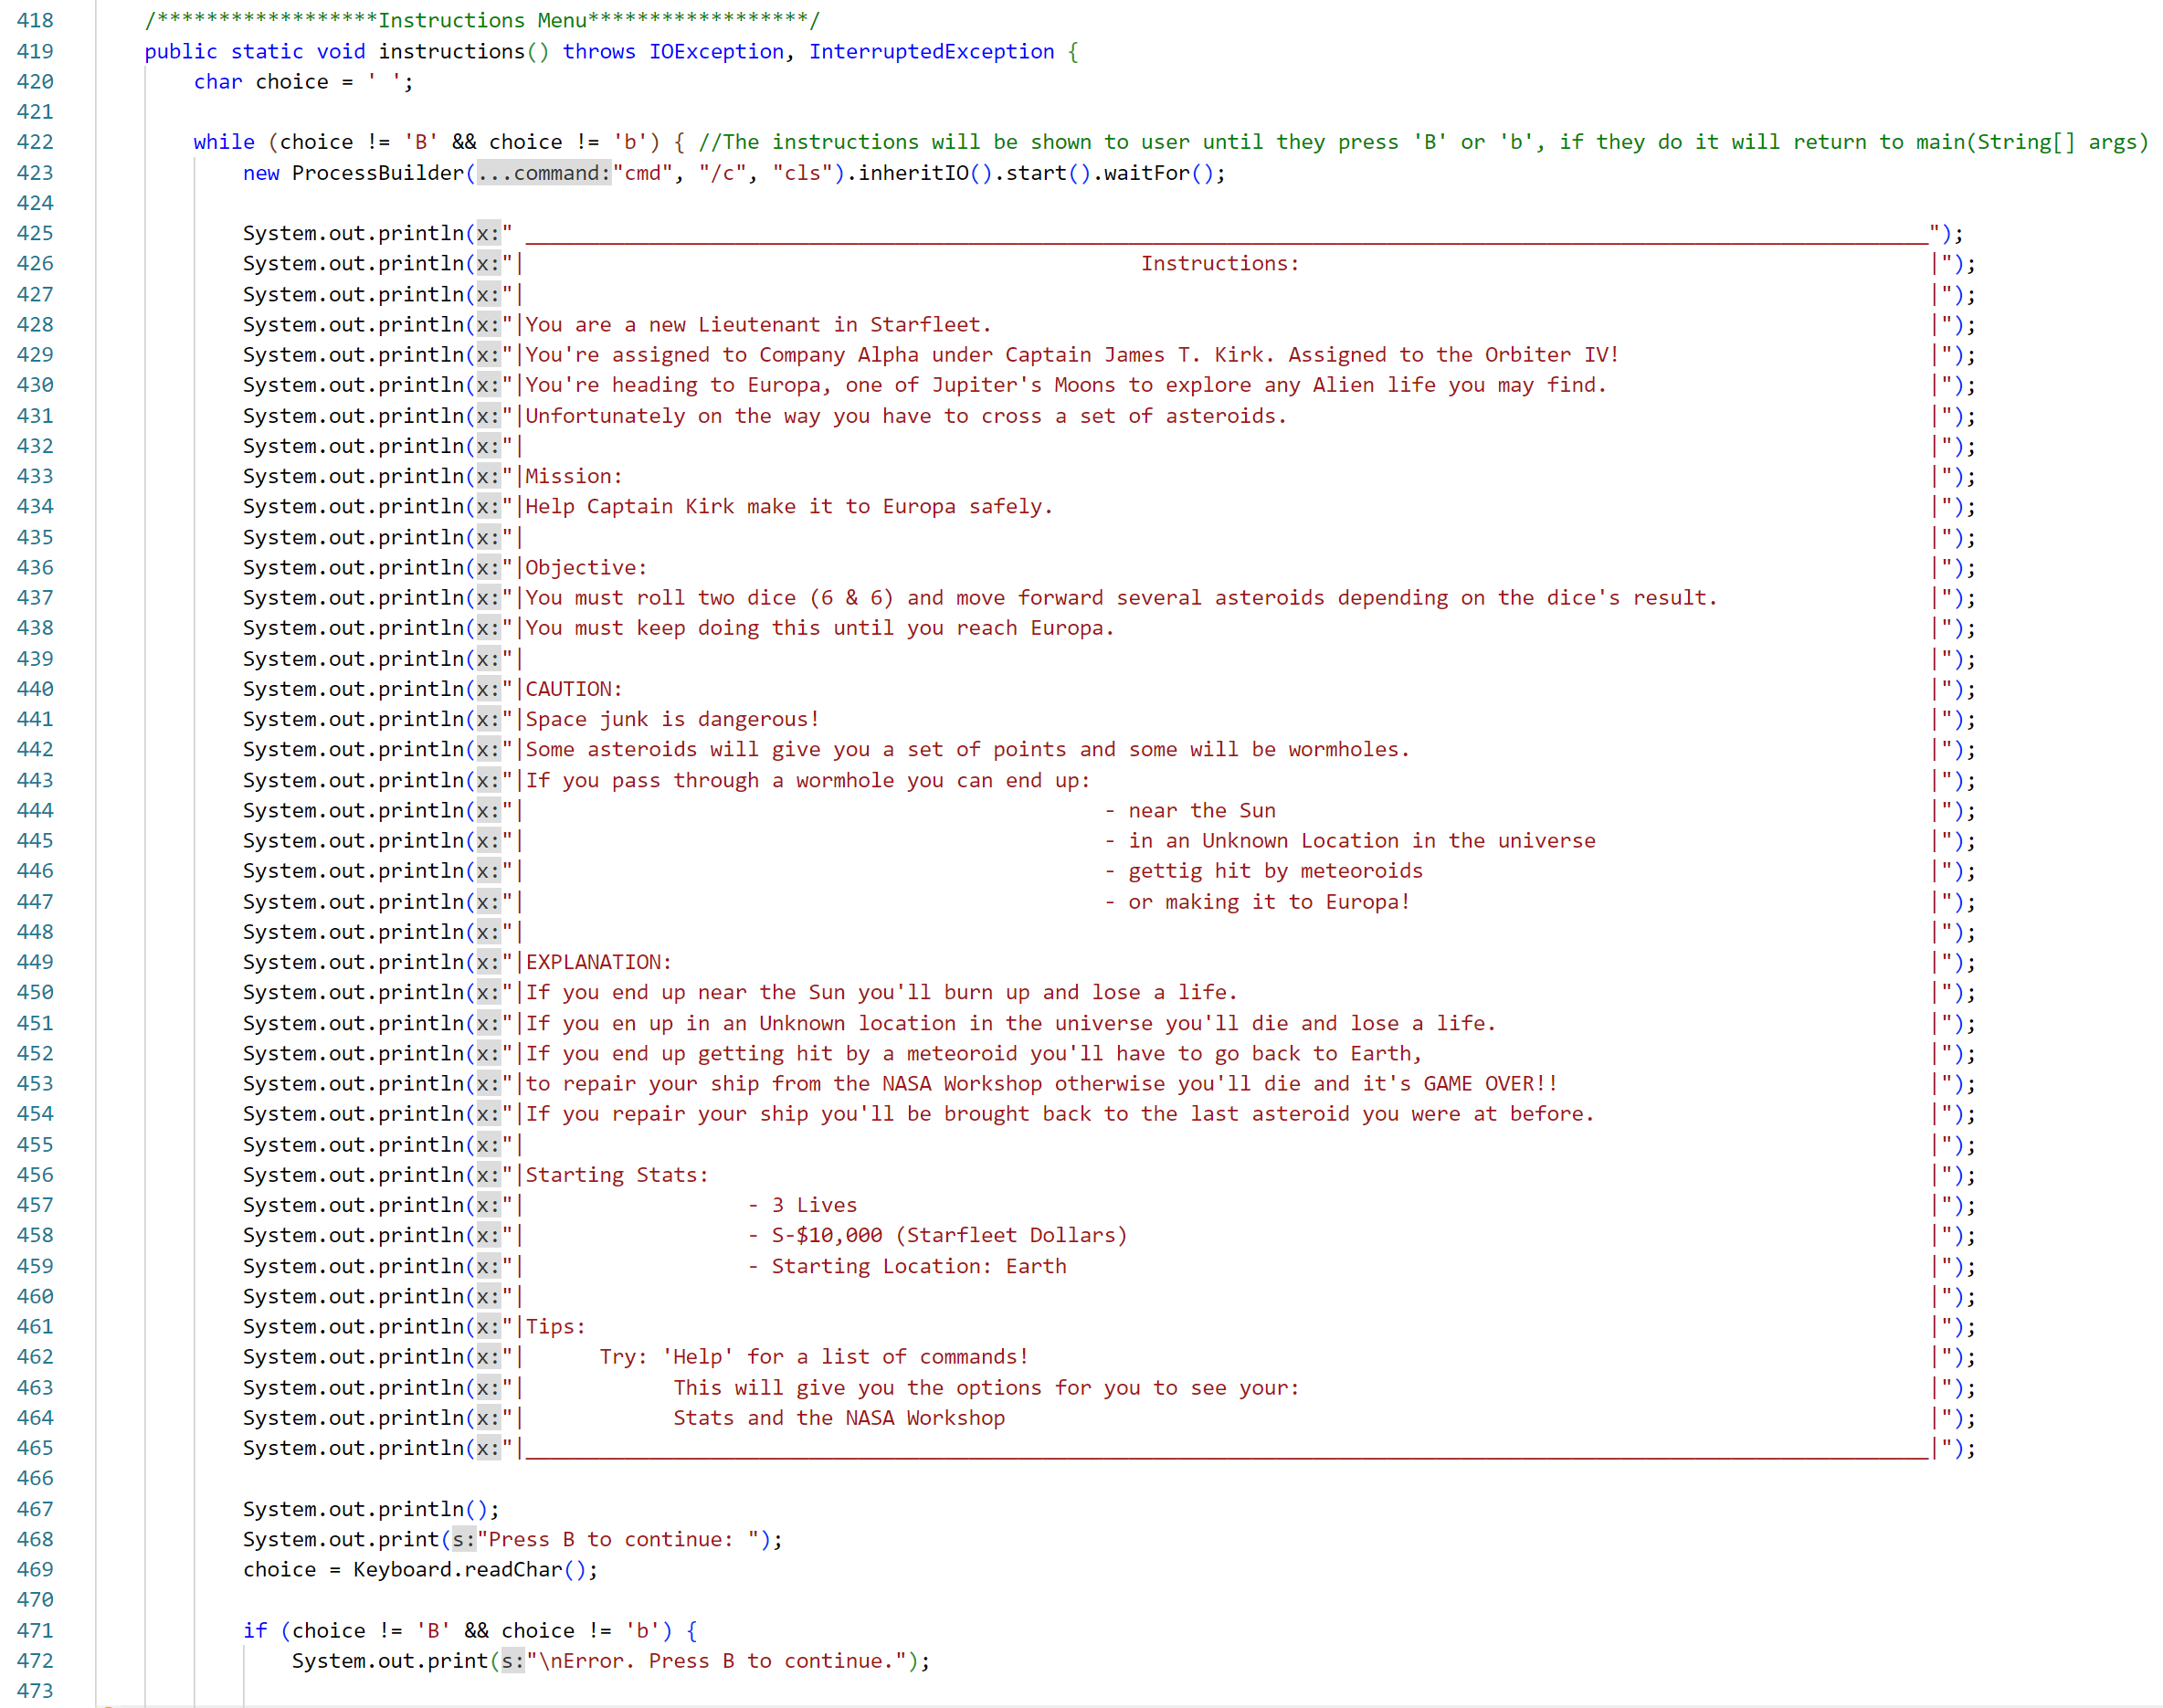 418 /******************Instructions Menu******************/
419 public static void instructions() throws IOException, InterruptedException {
420 char choice = ' ';
421
422 while (choice != 'B' && choice != 'b') { //The instructions will be shown to user until they press 'B' or 'b', if they do it will return to main(String[] args)
423 new ProcessBuilder(...command:"cmd", "/c", "cls").inheritIO().start().waitFor();
424
425 System.out.println(x:" __________________________________________________________________________________________________________________");
426 System.out.println(x:"|                                                  Instructions:                                                   |");
427 System.out.println(x:"|                                                                                                                  |");
428 System.out.println(x:"|You are a new Lieutenant in Starfleet.                                                                            |");
429 System.out.println(x:"|You're assigned to Company Alpha under Captain James T. Kirk. Assigned to the Orbiter IV!                         |");
430 System.out.println(x:"|You're heading to Europa, one of Jupiter's Moons to explore any Alien life you may find.                          |");
431 System.out.println(x:"|Unfortunately on the way you have to cross a set of asteroids.                                                    |");
432 System.out.println(x:"|                                                                                                                  |");
433 System.out.println(x:"|Mission:                                                                                                          |");
434 System.out.println(x:"|Help Captain Kirk make it to Europa safely.                                                                       |");
435 System.out.println(x:"|                                                                                                                  |");
436 System.out.println(x:"|Objective:                                                                                                        |");
437 System.out.println(x:"|You must roll two dice (6 & 6) and move forward several asteroids depending on the dice's result.                 |");
438 System.out.println(x:"|You must keep doing this until you reach Europa.                                                                  |");
439 System.out.println(x:"|                                                                                                                  |");
440 System.out.println(x:"|CAUTION:                                                                                                          |");
441 System.out.println(x:"|Space junk is dangerous!                                                                                          |");
442 System.out.println(x:"|Some asteroids will give you a set of points and some will be wormholes.                                          |");
443 System.out.println(x:"|If you pass through a wormhole you can end up:                                                                    |");
444 System.out.println(x:"|                                               - near the Sun                                                     |");
445 System.out.println(x:"|                                               - in an Unknown Location in the universe                           |");
446 System.out.println(x:"|                                               - gettig hit by meteoroids                                         |");
447 System.out.println(x:"|                                               - or making it to Europa!                                          |");
448 System.out.println(x:"|                                                                                                                  |");
449 System.out.println(x:"|EXPLANATION:                                                                                                      |");
450 System.out.println(x:"|If you end up near the Sun you'll burn up and lose a life.                                                        |");
451 System.out.println(x:"|If you en up in an Unknown location in the universe you'll die and lose a life.                                   |");
452 System.out.println(x:"|If you end up getting hit by a meteoroid you'll have to go back to Earth,                                         |");
453 System.out.println(x:"|to repair your ship from the NASA Workshop otherwise you'll die and it's GAME OVER!!                              |");
454 System.out.println(x:"|If you repair your ship you'll be brought back to the last asteroid you were at before.                           |");
455 System.out.println(x:"|                                                                                                                  |");
456 System.out.println(x:"|Starting Stats:                                                                                                   |");
457 System.out.println(x:"|                  - 3 Lives                                                                                       |");
458 System.out.println(x:"|                  - S-$10,000 (Starfleet Dollars)                                                                 |");
459 System.out.println(x:"|                  - Starting Location: Earth                                                                      |");
460 System.out.println(x:"|                                                                                                                  |");
461 System.out.println(x:"|Tips:                                                                                                             |");
462 System.out.println(x:"|      Try: 'Help' for a list of commands!                                                                         |");
463 System.out.println(x:"|            This will give you the options for you to see your:                                                   |");
464 System.out.println(x:"|            Stats and the NASA Workshop                                                                           |");
465 System.out.println(x:"|__________________________________________________________________________________________________________________|");
466
467 System.out.println();
468 System.out.print(s:"Press B to continue: ");
469 choice = Keyboard.readChar();
470
471 if (choice != 'B' && choice != 'b') {
472 System.out.print(s:"\nError. Press B to continue.");
473